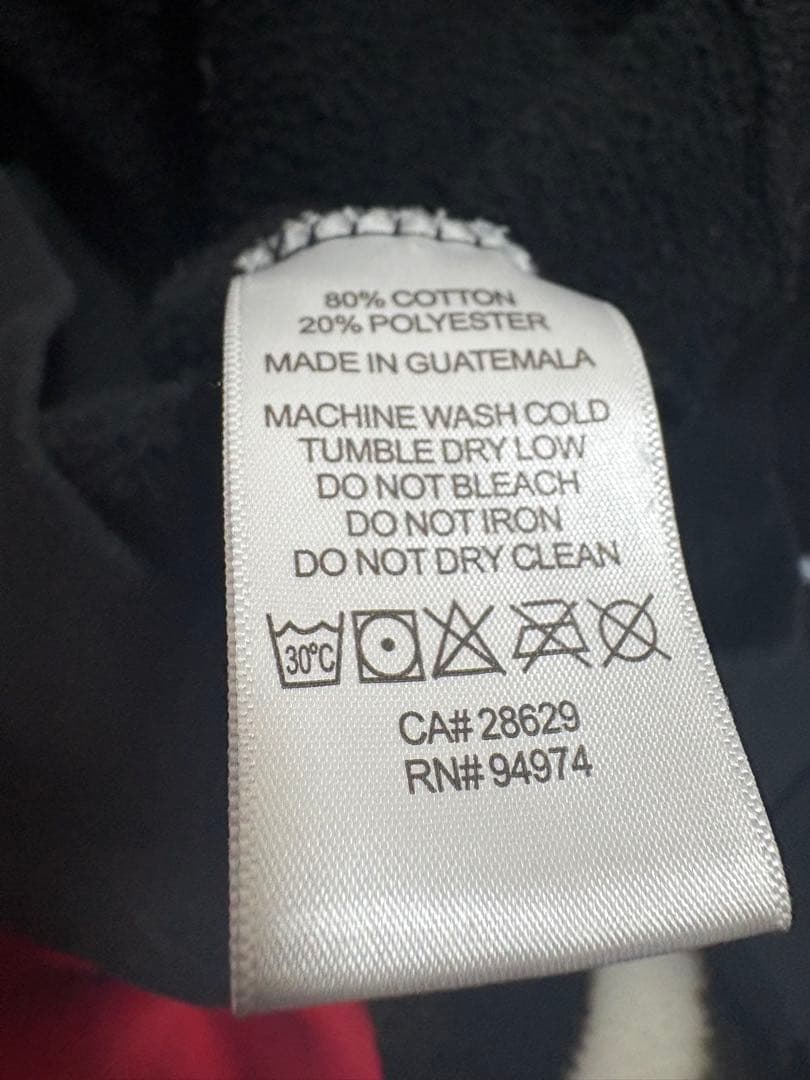 80% COTTON
20% POLYESTER
MADE IN GUATEMALA
MACHINE WASH COLD
TUMBLE DRY LOW
DO NOT BLEACH
DO NOT IRON
DO NOT DRY CLEAN
30°C
CA# 28629
RN# 94974